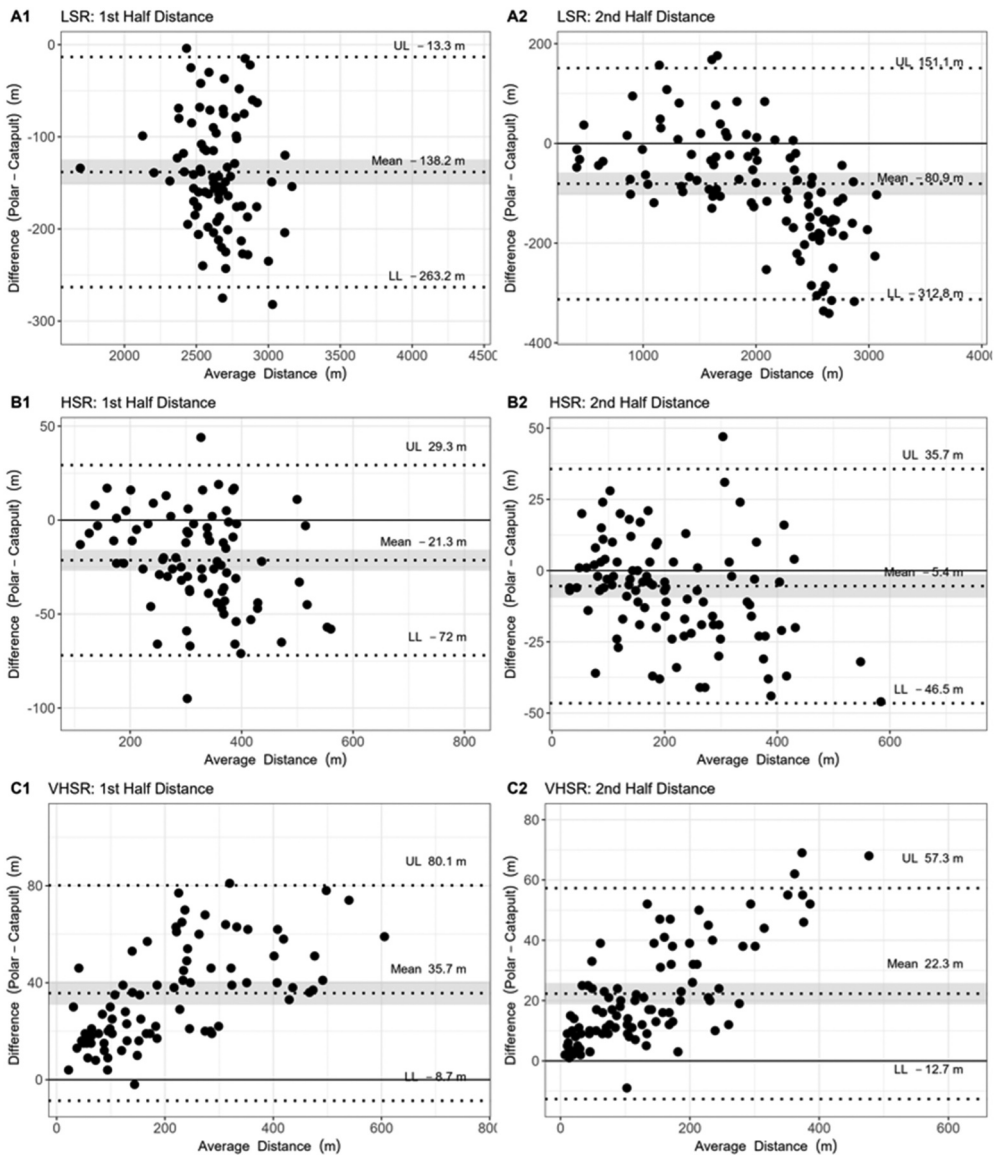 A1 LSR: 1st Half Distance
Difference (Polar – Catapult) (m)
0
-100
-200
-300
UL – 13.3 m
Mean – 138.2 m
LL – 263.2 m
2000 2500 3000 3500 4000 450
Average Distance (m)
A2 LSR: 2nd Half Distance
Difference (Polar – Catapult) (m)
200
0
-200
-400
UL 151.1 m
Mean – 80.9 m
LL – 312.8 m
1000 2000 3000 400
Average Distance (m)
B1 HSR: 1st Half Distance
Difference (Polar – Catapult) (m)
50
0
-50
-100
UL 29.3 m
Mean – 21.3 m
LL – 72 m
200 400 600 800
Average Distance (m)
B2 HSR: 2nd Half Distance
Difference (Polar – Catapult) (m)
50
25
0
-25
-50
UL 35.7 m
Mean – 5.4 m
LL – 46.5 m
0 200 400 600
Average Distance (m)
C1 VHSR: 1st Half Distance
Difference (Polar – Catapult) (m)
80
40
0
UL 80.1 m
Mean 35.7 m
LL – 8.7 m
0 200 400 600 800
Average Distance (m)
C2 VHSR: 2nd Half Distance
Difference (Polar – Catapult) (m)
80
60
40
20
0
UL 57.3 m
Mean 22.3 m
LL – 12.7 m
0 200 400 600
Average Distance (m)